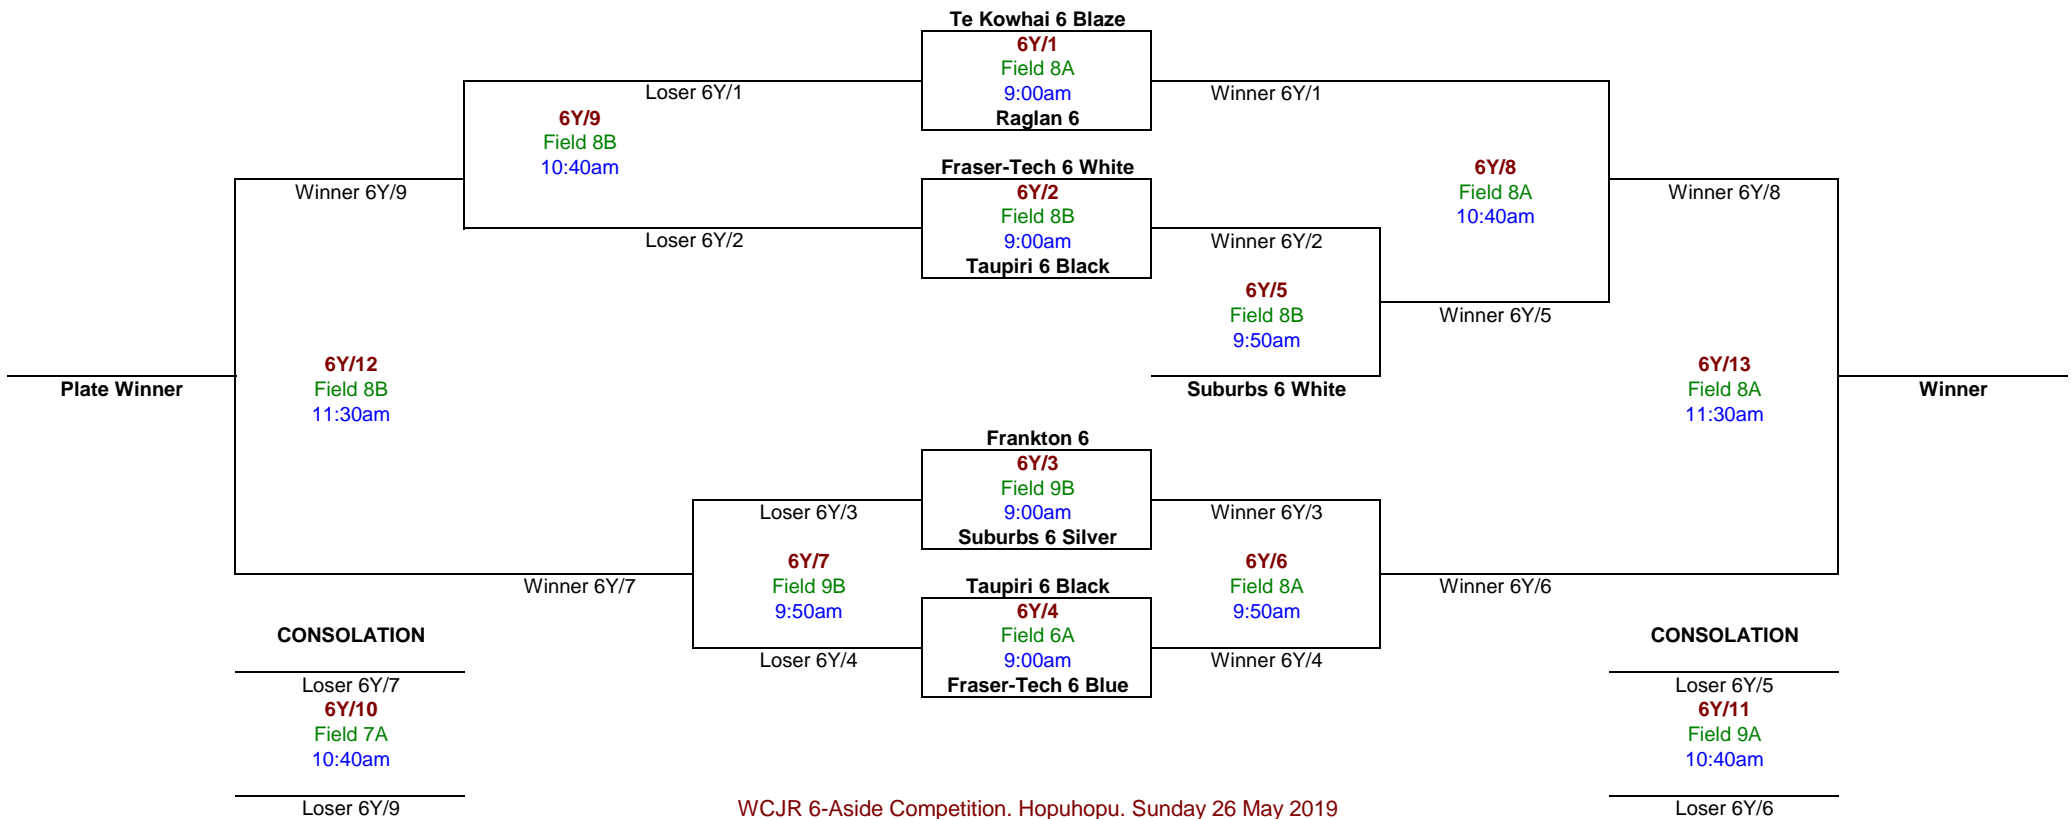 Te Kowhai 6 Blaze
6Y/1
Field 8A
Loser 6Y/1
9:00am
Winner 6Y/1
6Y/9
Raglan 6
Field 8B
10:40am
Fraser-Tech 6 White
6Y/8
Winner 6Y/9
6Y/2
Field 8A
Winner 6Y/8
Field 8B
10:40am
Loser 6Y/2
9:00am
Winner 6Y/2
Taupiri 6 Black
6Y/5
Field 8B
Winner 6Y/5
9:50am
6Y/12
6Y/13
Plate Winner
Field 8B
Suburbs 6 White
Field 8A
Winner
11:30am
11:30am
Frankton 6
6Y/3
Field 9B
Loser 6Y/3
9:00am
Winner 6Y/3
Suburbs 6 Silver
6Y/7
6Y/6
Winner 6Y/7
Field 9B
Taupiri 6 Black
Field 8A
Winner 6Y/6
9:50am
6Y/4
9:50am
CONSOLATION
Field 6A
CONSOLATION
Loser 6Y/4
9:00am
Winner 6Y/4
Loser 6Y/7
Fraser-Tech 6 Blue
Loser 6Y/5
6Y/10
6Y/11
Field 7A
Field 9A
10:40am
10:40am
Loser 6Y/9
WCJR 6-Aside Competition. Hopuhopu. Sunday 26 May 2019
Loser 6Y/6